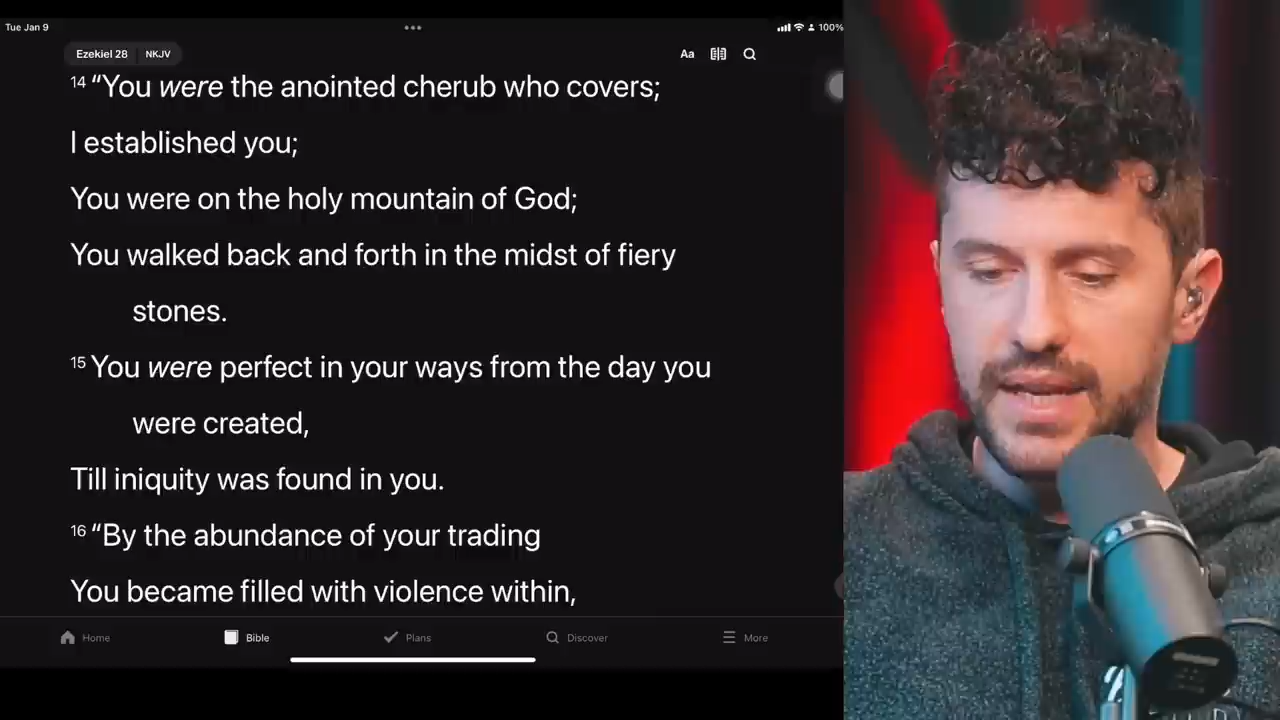 Tue Jan 9
100%
Ezekiel 28 NKJV
Aa
14 “You were the anointed cherub who covers;
I established you;
You were on the holy mountain of God;
You walked back and forth in the midst of fiery
stones.
15 You were perfect in your ways from the day you
were created,
Till iniquity was found in you.
16 “By the abundance of your trading
You became filled with violence within,
Home Bible Plans Discover More